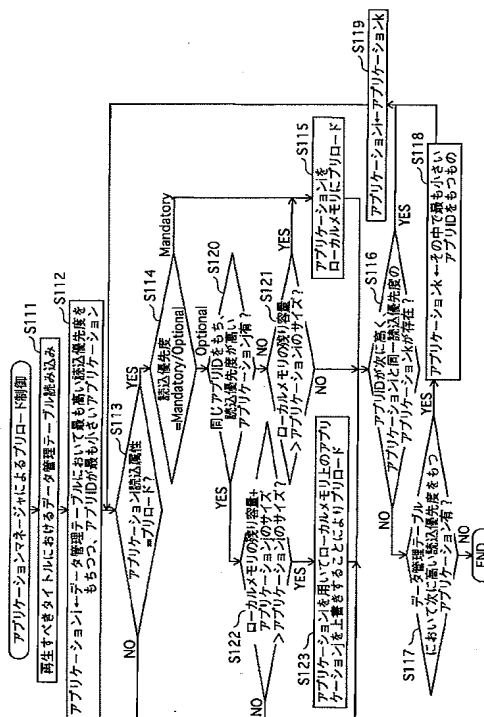 アプリケーションマネージャによるプリロード制御
S111
再生すべきタイトルにおけるデータ管理テーブル読み込み
S112
アプリケーションi←データ管理テーブルにおいて最も高い読込優先度を
もちつつ、アプリIDが最も小さいアプリケーション
S113
アプリケーション読込属性
=プリロード?
NO
YES
S114
読込優先度
=Mandatory/Optional
Mandatory
Optional
S120
同じアプリIDをもち、
読込優先度が高い
アプリケーション有?
YES
NO
S121
ローカルメモリの残り容量
>アプリケーションiのサイズ?
YES
NO
S115
アプリケーションiを
ローカルメモリにプリロード
S122
ローカルメモリの残り容量+
アプリケーションjのサイズ
>アプリケーションiのサイズ?
NO
YES
S123
アプリケーションiを用いてローカルメモリ上のアプリ
ケーションjを上書きすることによりプリロード
S116
アプリIDが次に高く、
アプリケーションiと同一読込優先度の
アプリケーションkが存在?
YES
NO
S117
データ管理テーブル
において次に高い読込優先度をもつ
アプリケーション有?
YES
NO
S118
アプリケーションk←その中で最も小さい
アプリIDをもつもの
S119
アプリケーションi←アプリケーションk
END